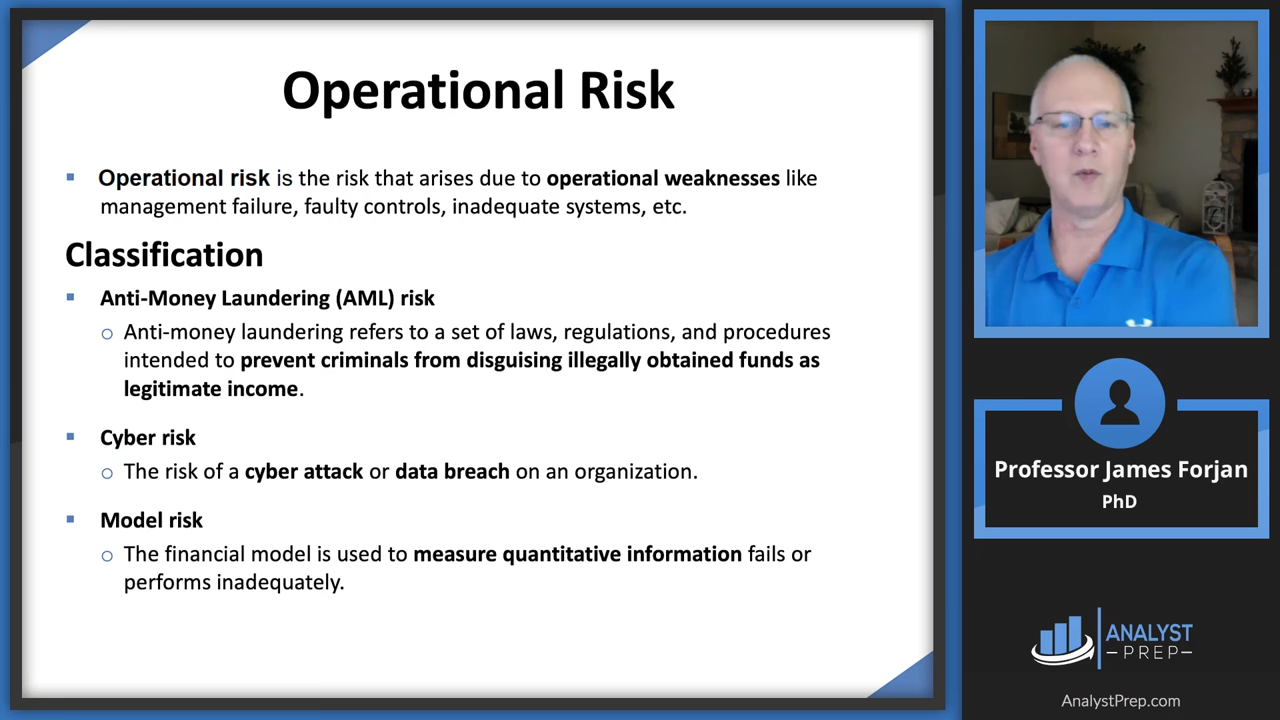 Operational Risk
Operational risk is the risk that arises due to operational weaknesses like
management failure, faulty controls, inadequate systems, etc.
Classification
Anti-Money Laundering (AML) risk
Anti-money laundering refers to a set of laws, regulations, and procedures
intended to prevent criminals from disguising illegally obtained funds as
legitimate income.
Cyber risk
The risk of a cyber attack or data breach on an organization.
Model risk
The financial model is used to measure quantitative information fails or
performs inadequately.
Professor James Forjan
PhD
ANALYST
PREP
AnalystPrep.com